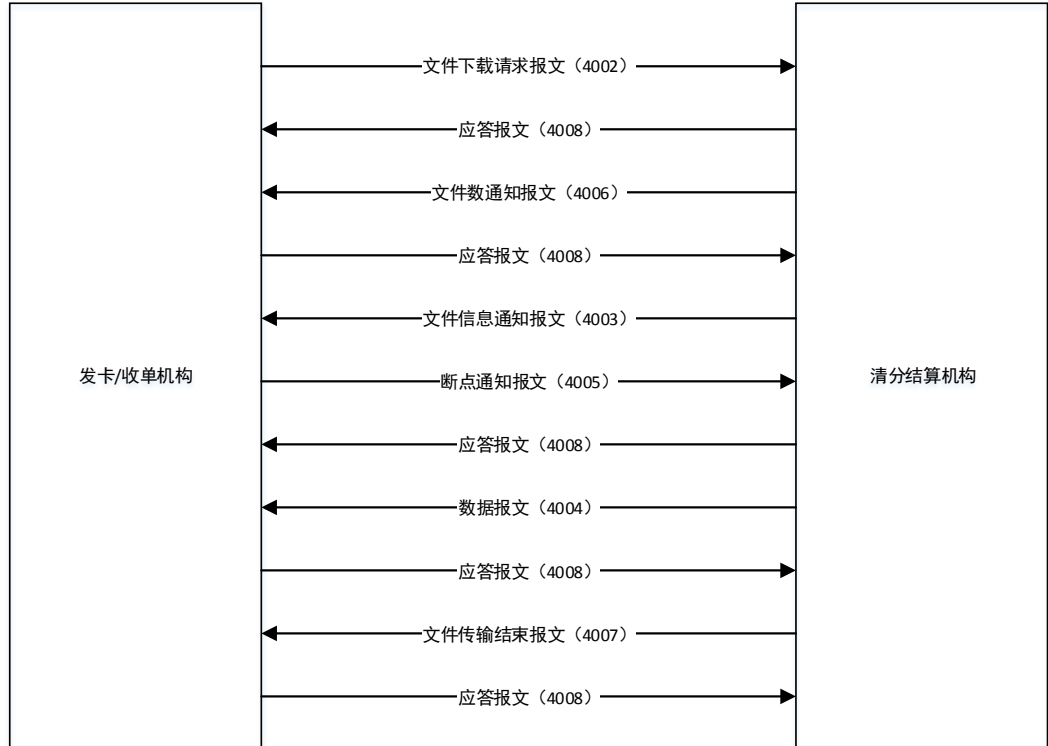 文件下载请求报文（4002）
应答报文（4008）
文件数通知报文（4006）
应答报文（4008）
文件信息通知报文（4003）
发卡/收单机构
断点通知报文（4005）
清分结算机构
应答报文（4008）
数据报文（4004）
应答报文（4008）
文件传输结束报文（4007）
应答报文（4008）